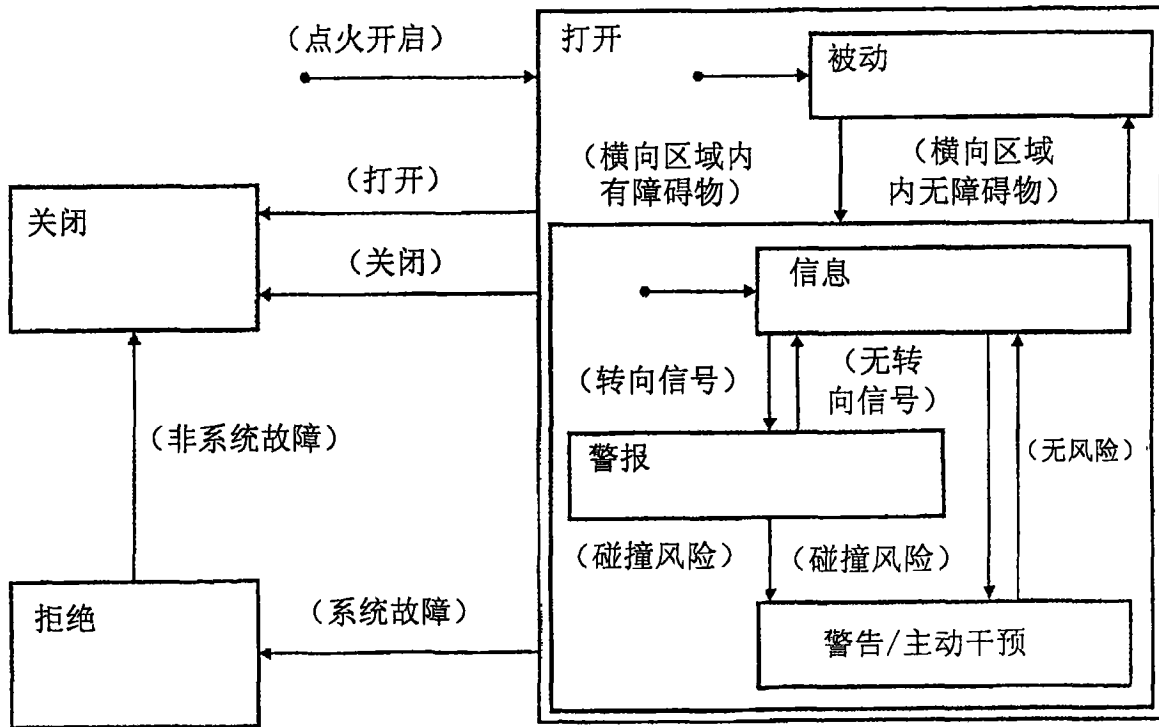 （点火开启）
打开
被动
（横向区域内
有障碍物）
（横向区域
内无障碍物）
（打开）
关闭
（关闭）
信息
（转向信号）
（无转
向信号）
（非系统故障）
警报
（无风险）
（碰撞风险）
（碰撞风险）
拒绝
（系统故障）
警告/主动干预